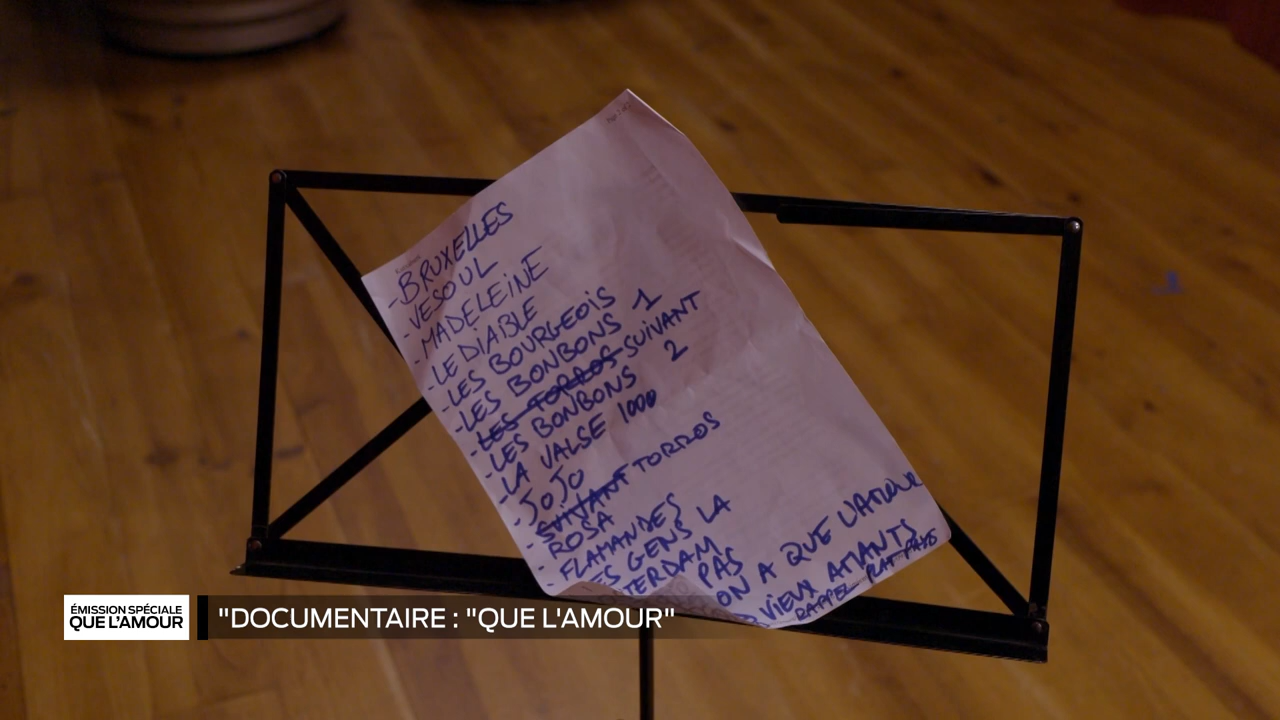 -BRUXELLES
-VESOUL
-MADELEINE
-LE DIABLE
-LES BOURGEOIS
-LES BONBONS 1
-LES TORROS SUIVANT
-LES BONBONS 2
-LA VALSE 1000
-JOJO
-SUIVANT TORROS
-ROSA
-FLAMANDES
ES GENS LA
TERDAM
PAS
ON A QUE L'AMOUR
VIEUX AMANTS
RAPPEL PLAT PAYS
ÉMISSION SPÉCIALE
QUE L'AMOUR
"DOCUMENTAIRE : "QUE L'AMOUR"